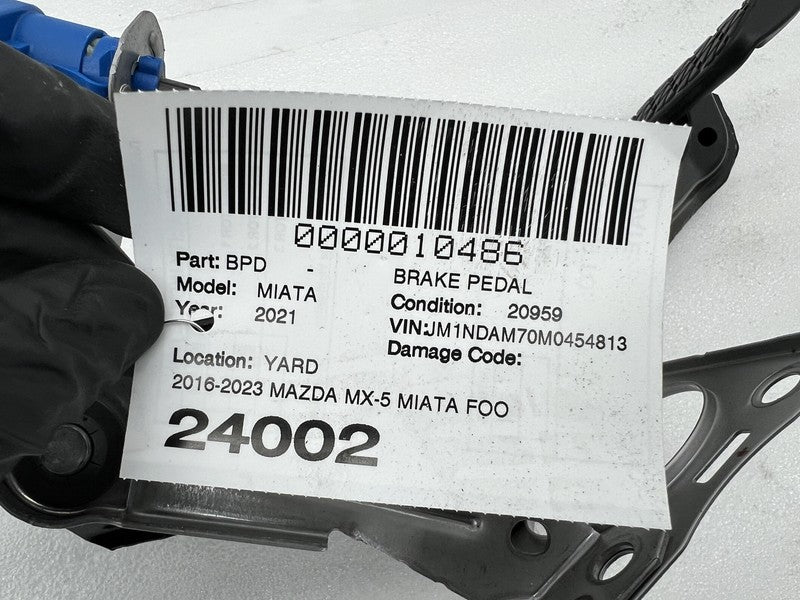 0000010486
Part: BPD - BRAKE PEDAL
Model: MIATA Condition: 20959
Year: 2021 VIN:JM1NDAM70M0454813
Damage Code:
Location: YARD
2016-2023 MAZDA MX-5 MIATA FOO
24002